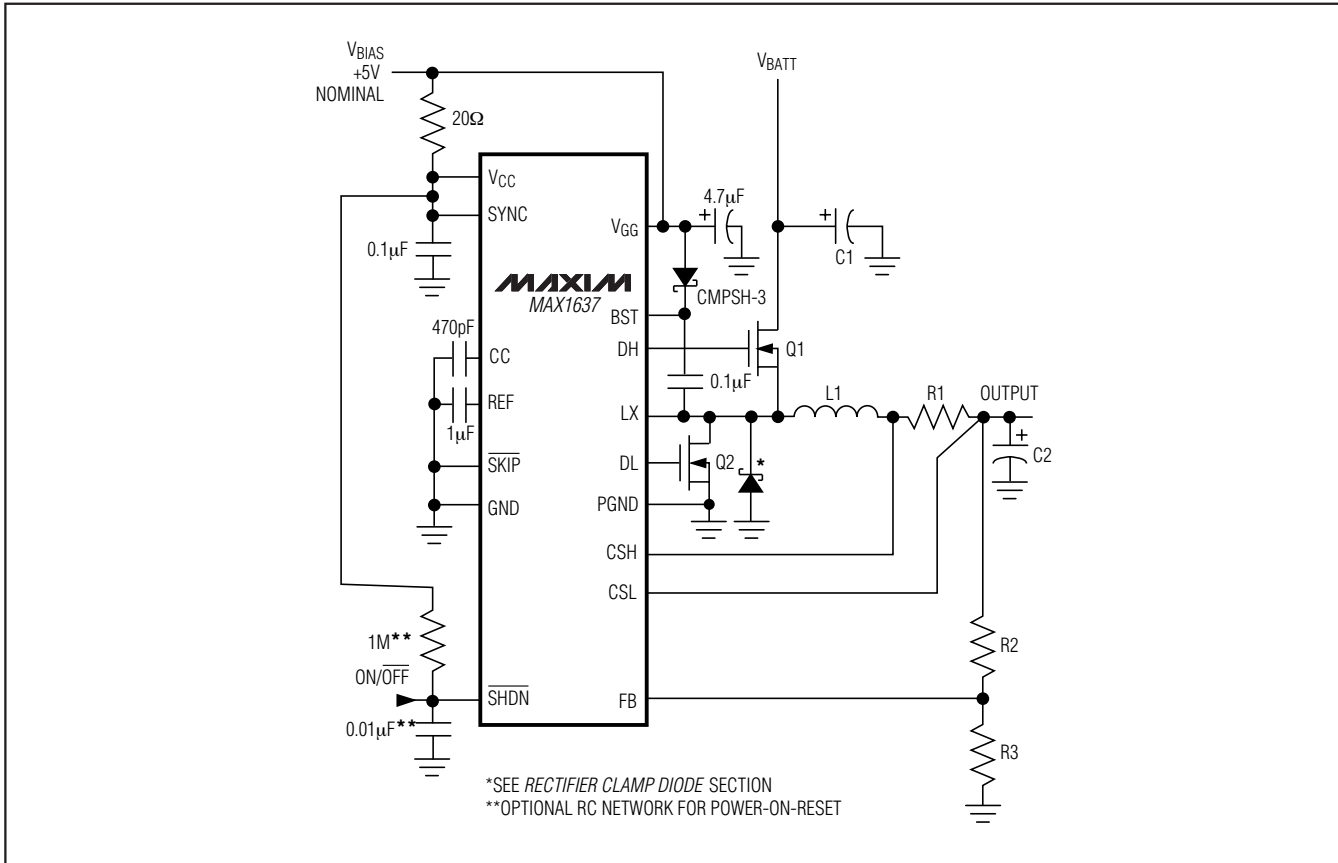 VBIAS
+5V
NOMINAL
VBATT
20Ω
VCC
SYNC
0.1µF
4.7µF
+
VGG
+
C1
MAXIM
MAX1637
CMPSH-3
BST
DH
Q1
470pF
CC
REF
1µF
0.1µF
LX
L1
R1
OUTPUT
+
C2
SKIP
DL
Q2
*
GND
PGND
CSH
CSL
1M**
ON/OFF
SHDN
0.01µF**
FB
R2
R3
*SEE RECTIFIER CLAMP DIODE SECTION
**OPTIONAL RC NETWORK FOR POWER-ON-RESET